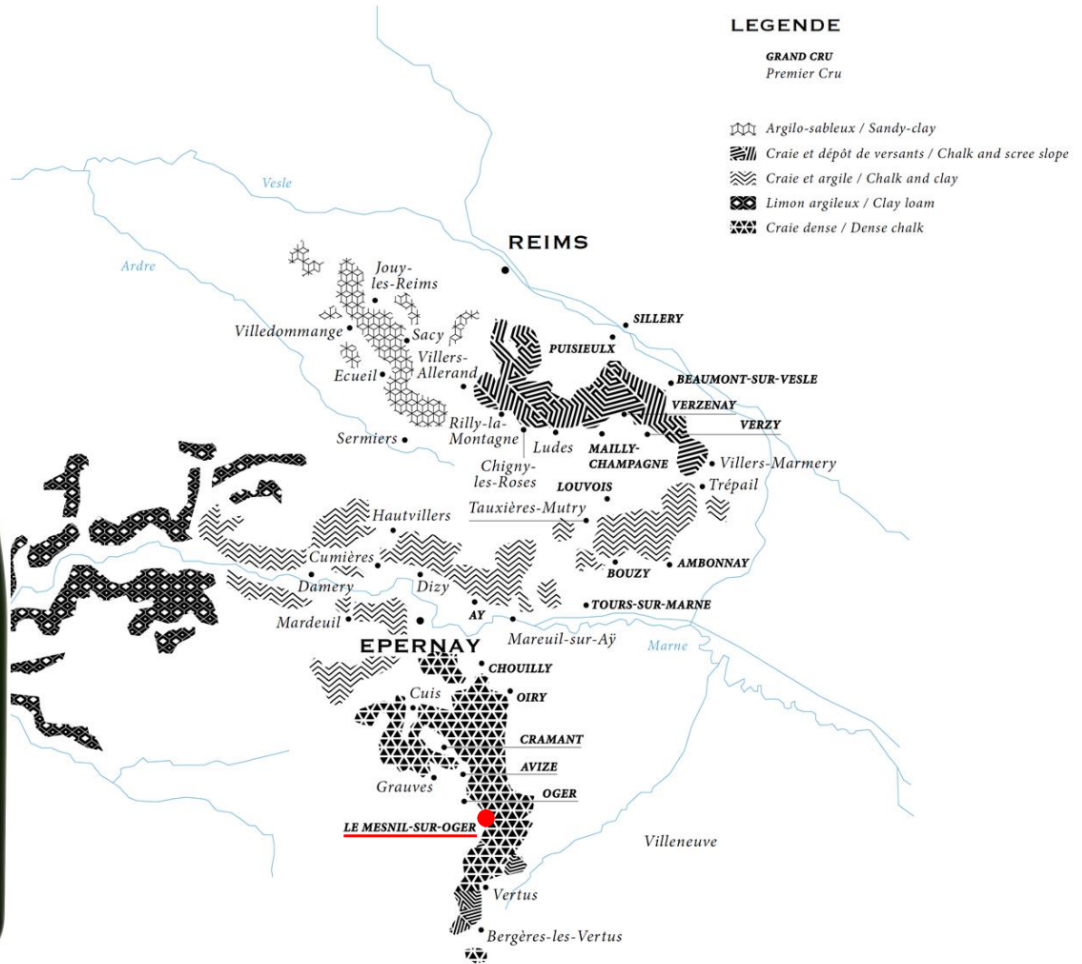 LEGENDE
GRAND CRU
Premier Cru
Argilo-sableux / Sandy-clay
Craie et dépôt de versants / Chalk and scree slope
Craie et argile / Chalk and clay
Limon argileux / Clay loam
Craie dense / Dense chalk
Vesle
Ardre
REIMS
Jouy-
les-Reims
Villedommange
Sacy
SILLERY
PUISIEULX
Villers-
Allerand
Ecueil
BEAUMONT-SUR-VESLE
VERZENAY
VERZY
Rilly-la-
Montagne
Sermiers
Ludes
MAILLY-
CHAMPAGNE
Chigny-
les-Roses
Villers-Marmery
Trépail
LOUVOIS
Tauxières-Mutry
Hautvillers
Cumières
Damery
Dizy
BOUZY
AMBONNAY
Mardeuil
AY
TOURS-SUR-MARNE
Mareuil-sur-Aÿ
Marne
EPERNAY
CHOUILLY
OIRY
Cuis
CRAMANT
AVIZE
Grauves
OGER
LE MESNIL-SUR-OGER
Villeneuve
Vertus
Bergères-les-Vertus